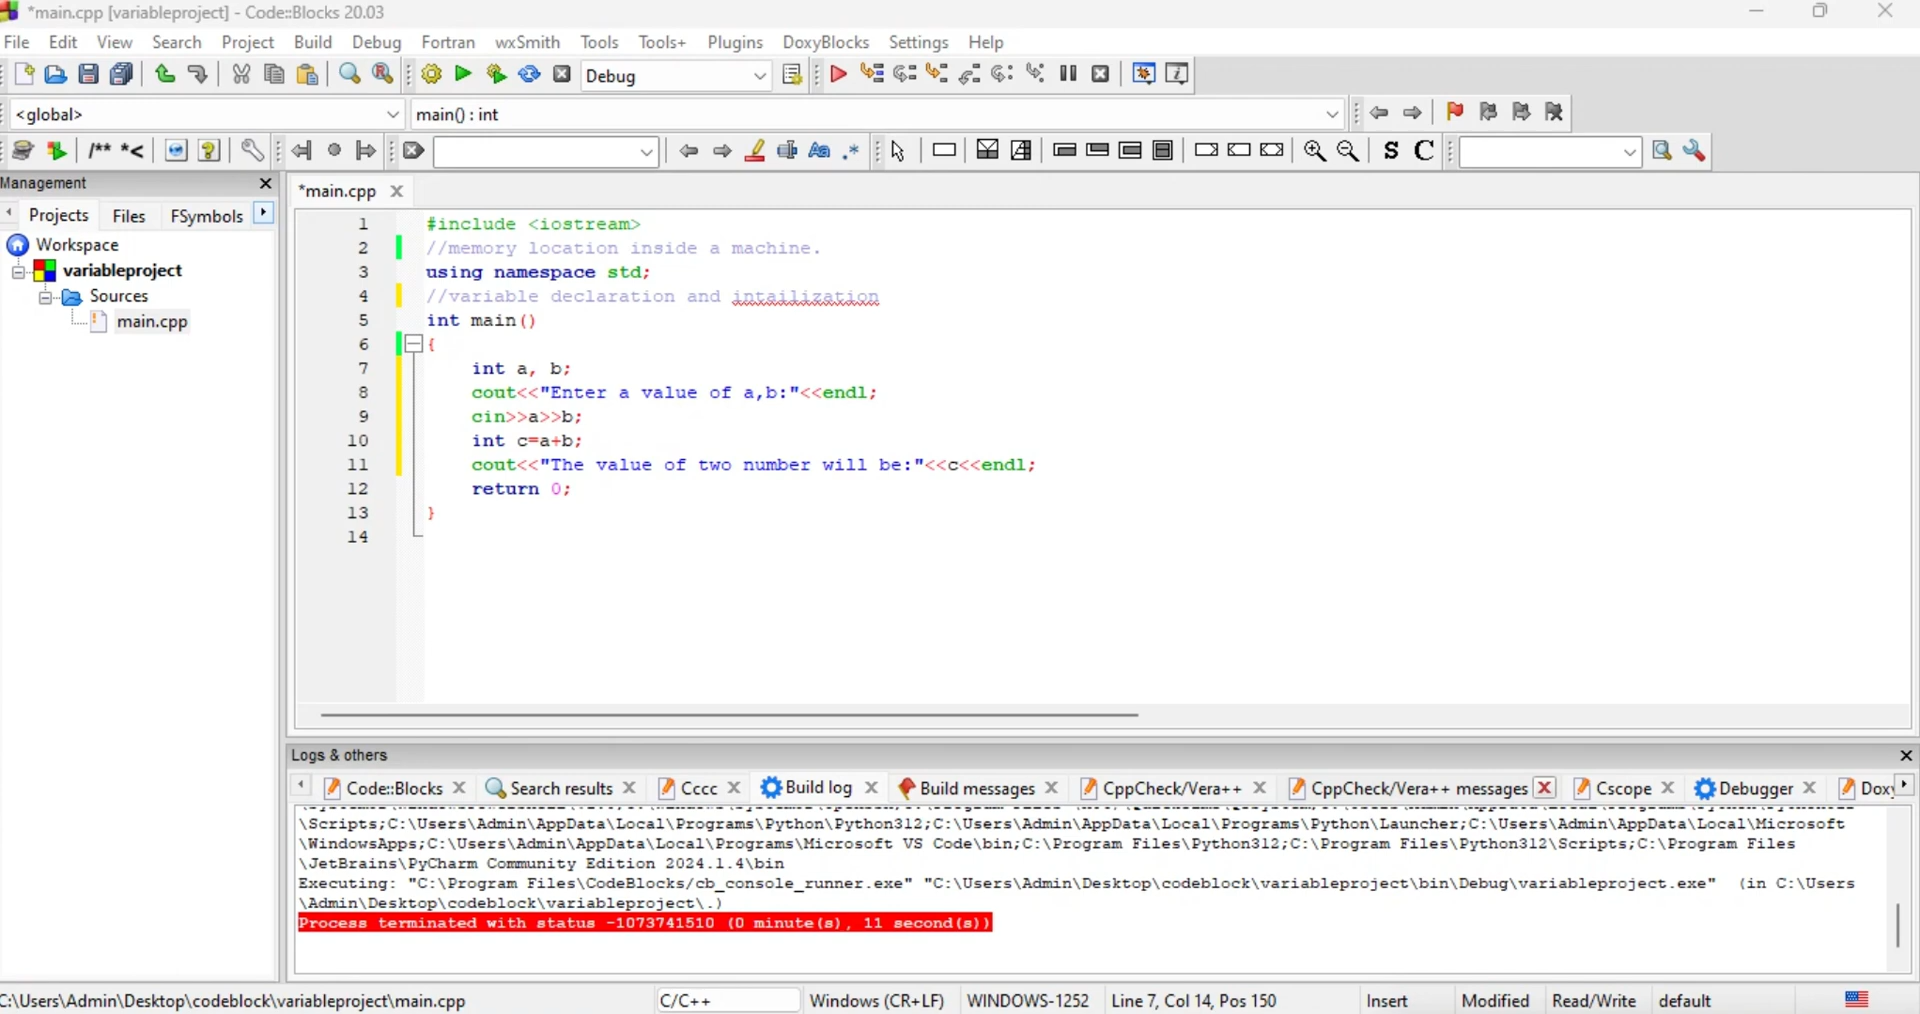 *main.cpp [variableproject] - Code::Blocks 20.03
File Edit View Search Project Build Debug Fortran wxSmith Tools Tools+ Plugins DoxyBlocks Settings Help
Debug
<global> main() : int
/** *< Aa .* S C
Management
Projects Files FSymbols
Workspace
variableproject
Sources
main.cpp
*main.cpp
1 #include <iostream>
2 //memory location inside a machine.
3 using namespace std;
4 //variable declaration and intailization
5 int main()
6 {
7 int a, b;
8 cout<<"Enter a value of a,b:"<<endl;
9 cin>>a>>b;
10 int c=a+b;
11 cout<<"The value of two number will be:"<<c<<endl;
12 return 0;
13 }
14
Logs & others
Code::Blocks Search results Cccc Build log Build messages CppCheck/Vera++ CppCheck/Vera++ messages Cscope Debugger Doxy
\Scripts;C:\Users\Admin\AppData\Local\Programs\Python\Python312;C:\Users\Admin\AppData\Local\Programs\Python\Launcher;C:\Users\Admin\AppData\Local\Microsoft
\WindowsApps;C:\Users\Admin\AppData\Local\Programs\Microsoft VS Code\bin;C:\Program Files\Python312;C:\Program Files\Python312\Scripts;C:\Program Files
\JetBrains\PyCharm Community Edition 2024.1.4\bin
Executing: "C:\Program Files\CodeBlocks/cb_console_runner.exe" "C:\Users\Admin\Desktop\codeblock\variableproject\bin\Debug\variableproject.exe" (in C:\Users
\Admin\Desktop\codeblock\variableproject\.)
Process terminated with status -1073741510 (0 minute(s), 11 second(s))
C:\Users\Admin\Desktop\codeblock\variableproject\main.cpp C/C++ Windows (CR+LF) WINDOWS-1252 Line 7, Col 14, Pos 150 Insert Modified Read/Write default